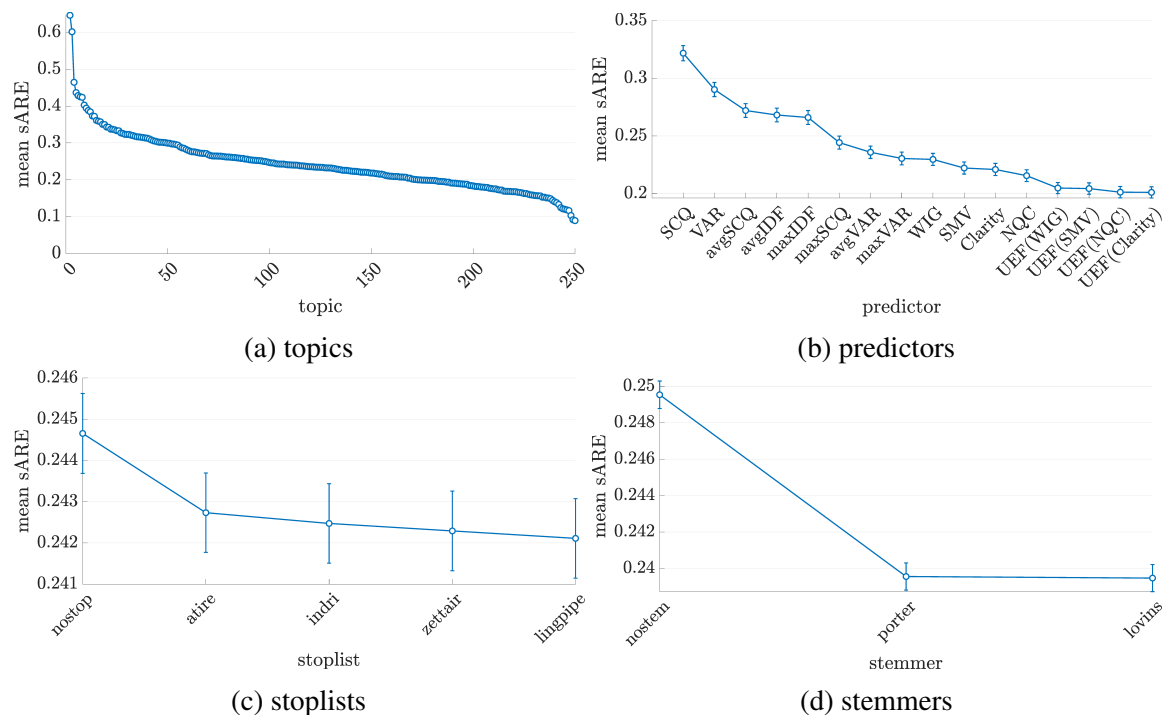 0.6
0.5
0.4
0.3
0.2
0.1
0
mean sARE
0
50
100
150
200
250
topic
(a) topics
0.35
0.3
0.25
0.2
mean sARE
SCQ
VAR
avgSCQ
avgIDF
maxIDF
maxSCQ
avgVAR
maxVAR
WIG
SMV
Clarity
NQC
UEF(WIG)
UEF(SMV)
UEF(NQC)
UEF(Clarity)
predictor
(b) predictors
0.246
0.245
0.244
0.243
0.242
0.241
mean sARE
nostop
atire
indri
zettair
lingpipe
stoplist
(c) stoplists
0.25
0.248
0.246
0.244
0.242
0.24
mean sARE
nostem
porter
lovins
stemmer
(d) stemmers